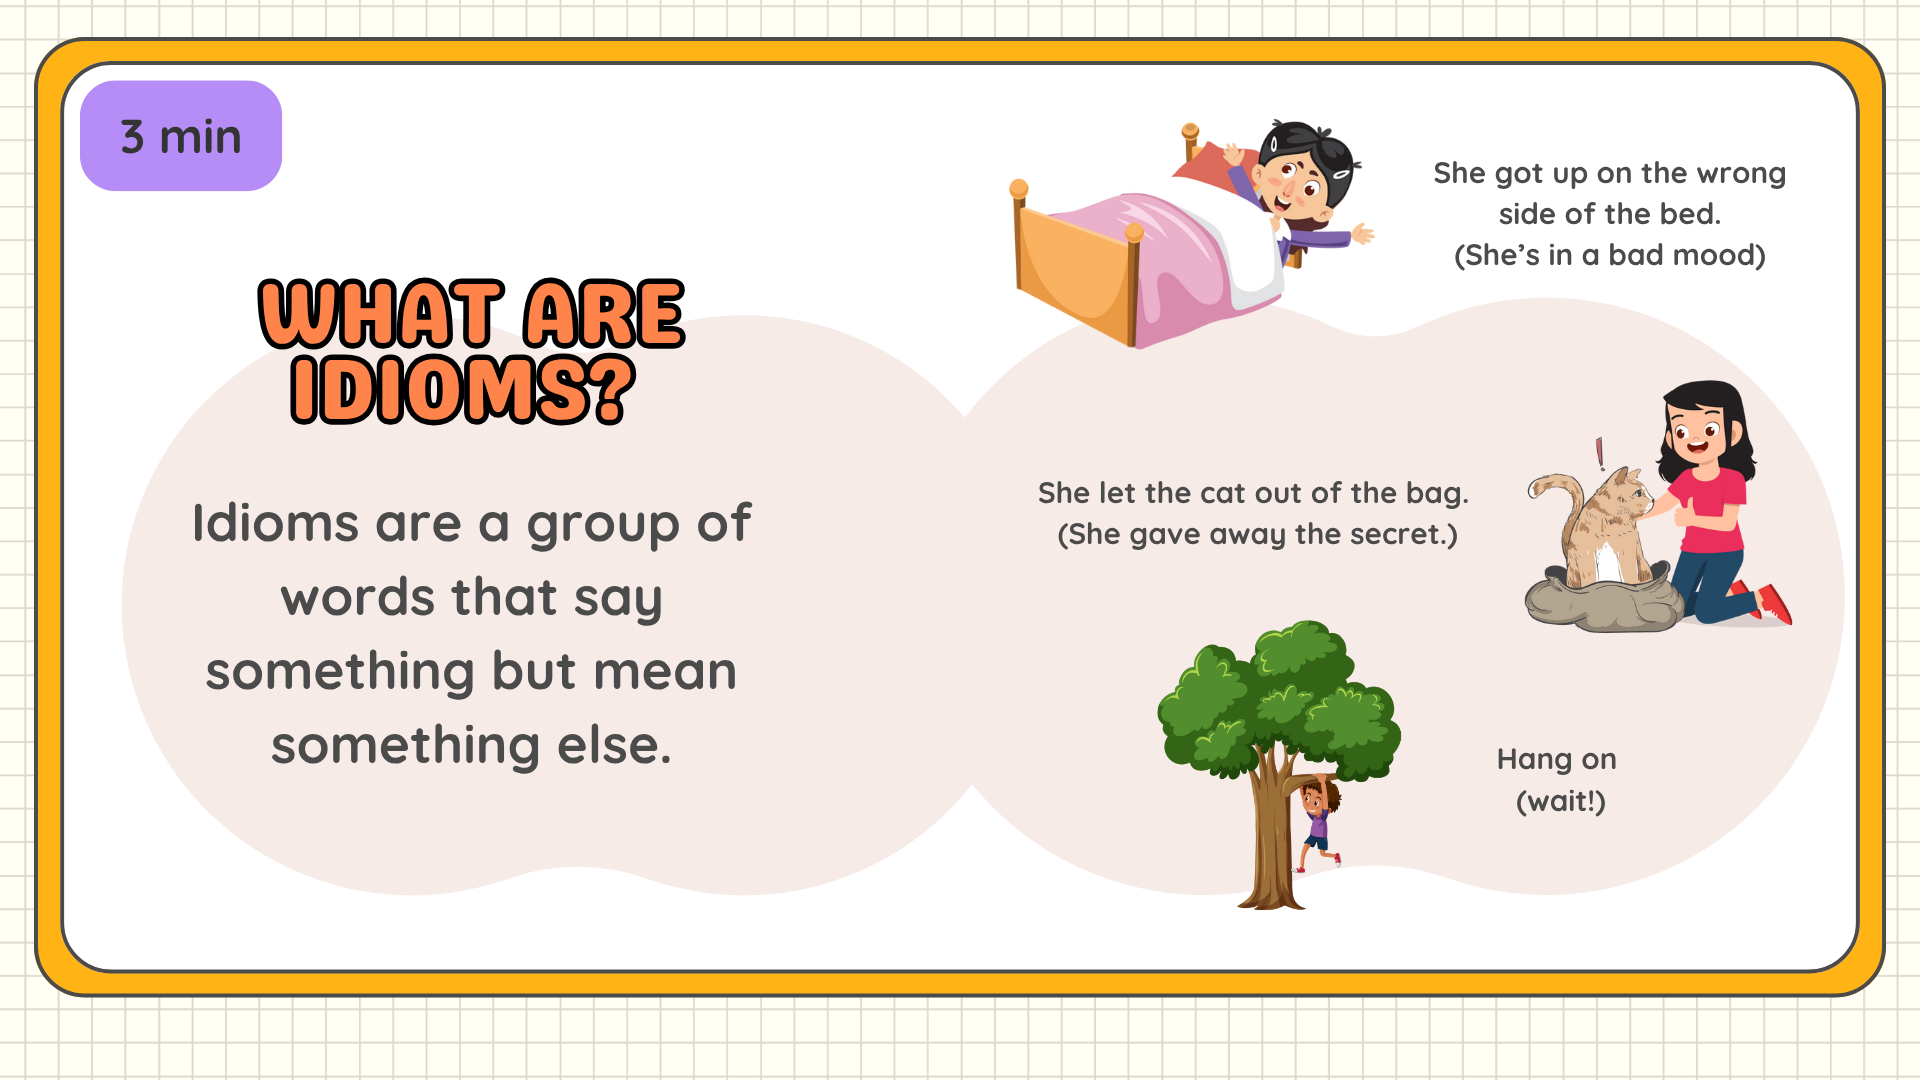 3 min
WHAT ARE
IDIOMS?
Idioms are a group of
words that say
something but mean
something else.
She got up on the wrong
side of the bed.
(She’s in a bad mood)
She let the cat out of the bag.
(She gave away the secret.)
Hang on
(wait!)